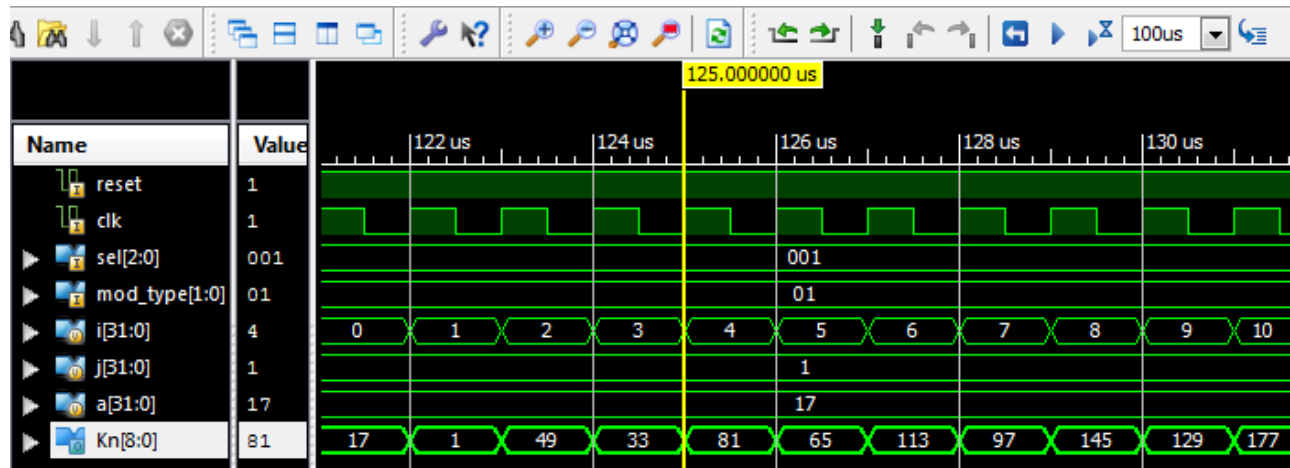 100us
125.000000 us
Name Value
122 us 124 us 126 us 128 us 130 us
reset 1
clk 1
sel[2:0] 001 001
mod_type[1:0] 01 01
i[31:0] 4 0 1 2 3 4 5 6 7 8 9 10
j[31:0] 1 1
a[31:0] 17 17
Kn[8:0] 81 17 1 49 33 81 65 113 97 145 129 177